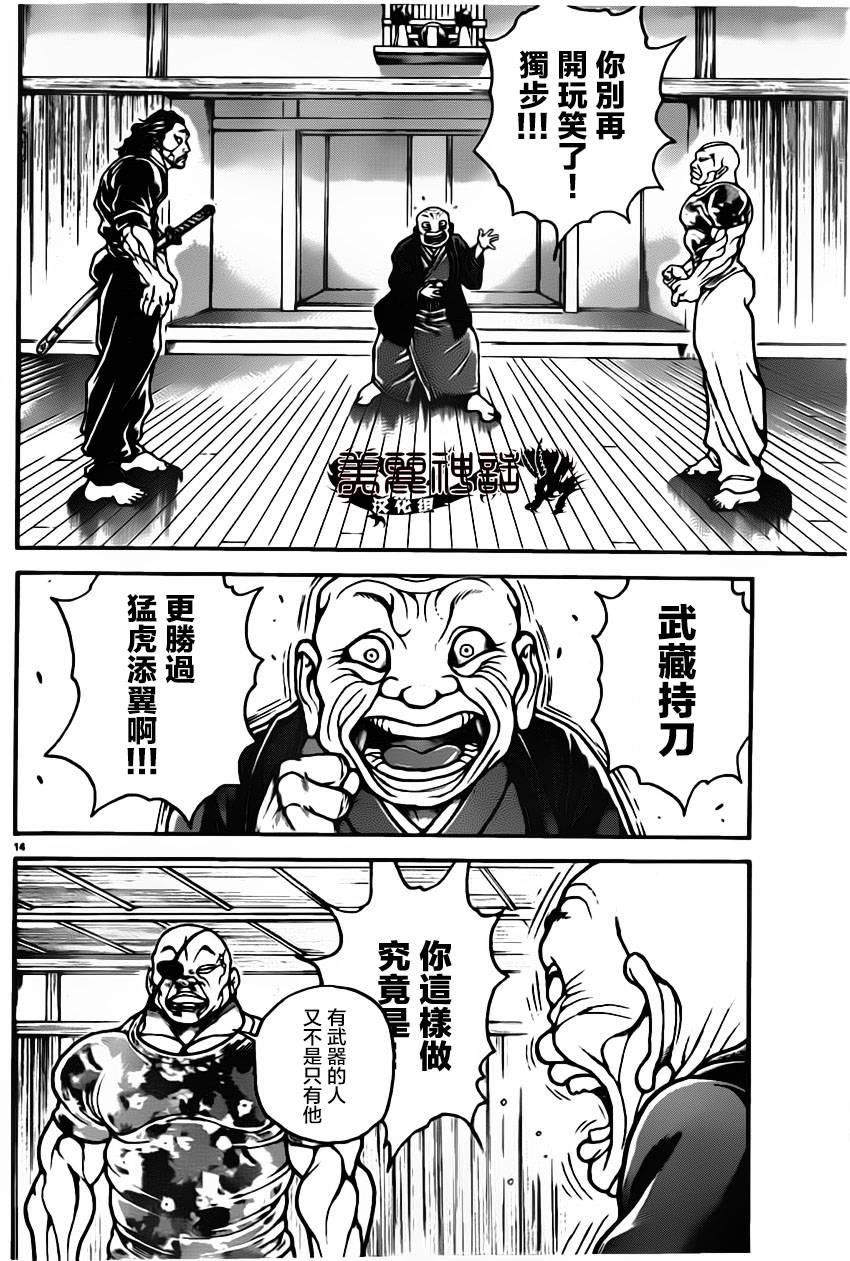 你別再
開玩笑了！
獨步!!!
美麗神話
汉化组
武藏持刀
更勝過
猛虎添翼啊!!!
14
你這樣做
究竟是
有武器的人
又不是只有他